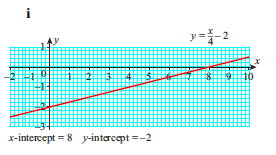 i
y = x/4 − 2
y
1
x
−2 −1 0 1 2 3 4 5 6 7 8 9 10
−1
−2
−3
x-intercept = 8 y-intercept = −2